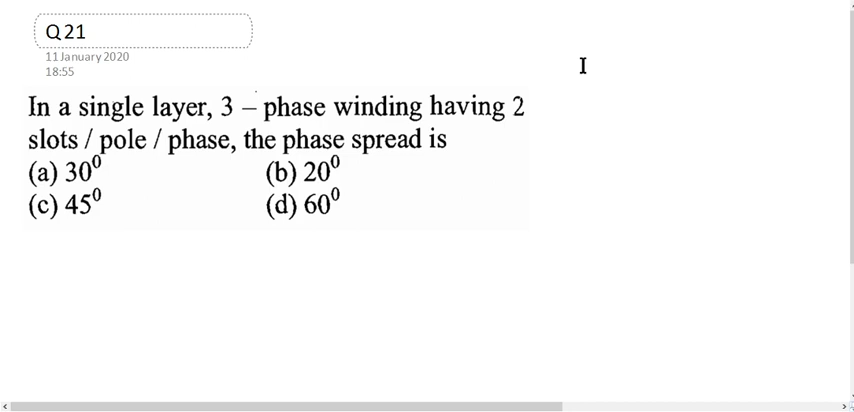 Q 21
11 January 2020
18:55
In a single layer, 3 – phase winding having 2
slots / pole / phase, the phase spread is
(a) 30⁰ (b) 20⁰
(c) 45⁰ (d) 60⁰